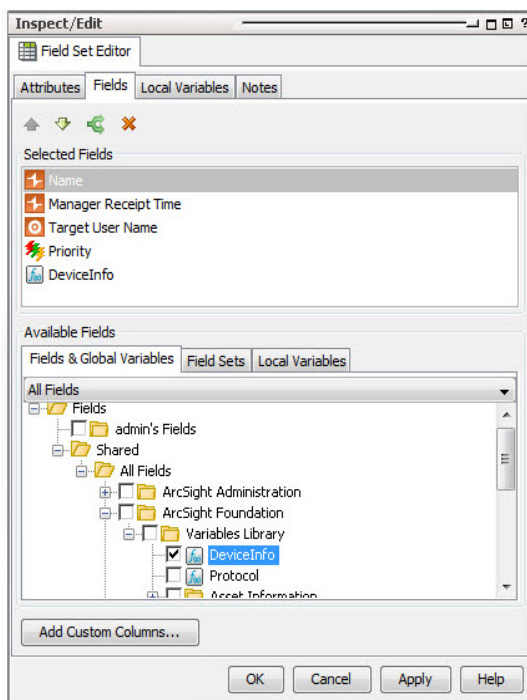 Inspect/Edit ?
Field Set Editor
Attributes Fields Local Variables Notes
Selected Fields
Name
Manager Receipt Time
Target User Name
Priority
DeviceInfo
Available Fields
Fields & Global Variables Field Sets Local Variables
All Fields
Fields
admin's Fields
Shared
All Fields
ArcSight Administration
ArcSight Foundation
Variables Library
DeviceInfo
Protocol
Asset Information
Add Custom Columns...
OK Cancel Apply Help